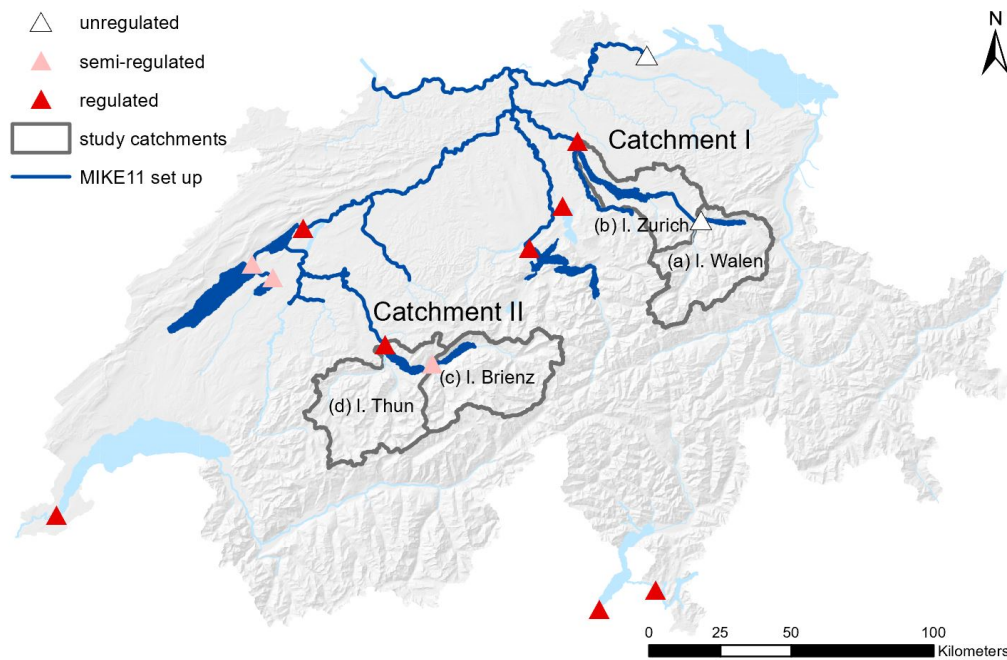 unregulated
semi-regulated
regulated
study catchments
MIKE11 set up
N
Catchment I
(b) l. Zurich
(a) l. Walen
Catchment II
(c) l. Brienz
(d) l. Thun
0 25 50 100
Kilometers